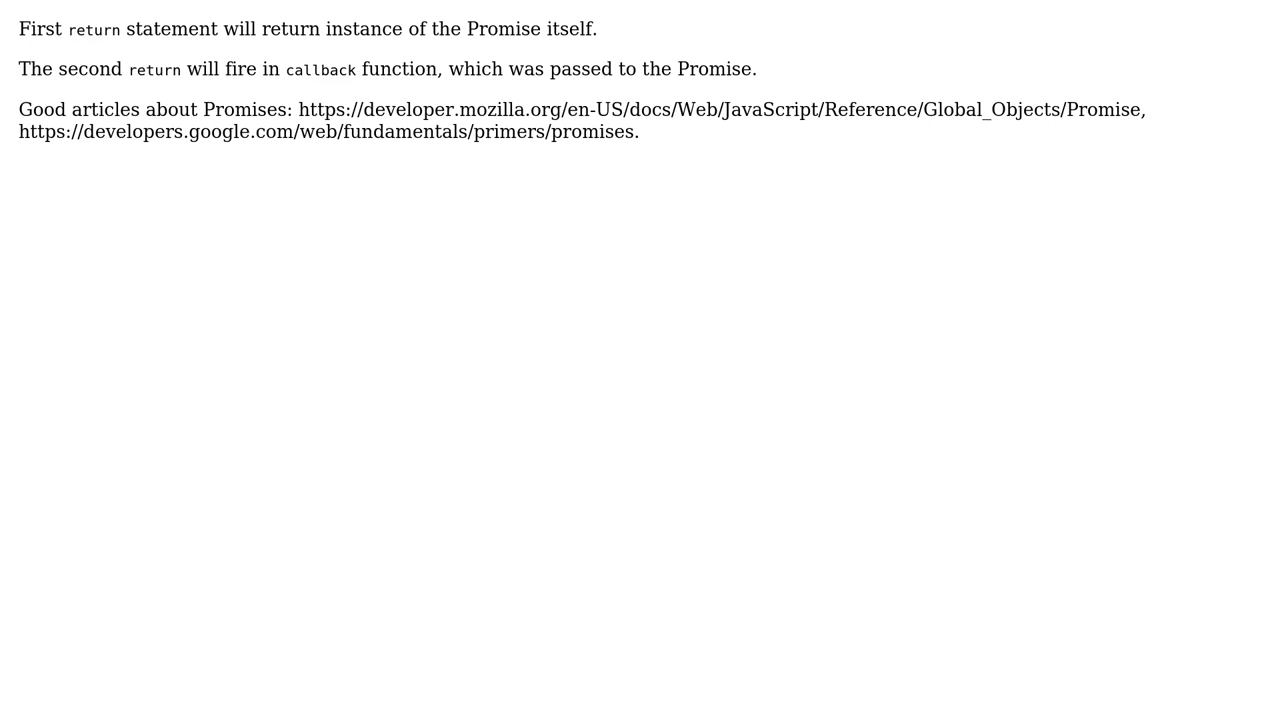 First return statement will return instance of the Promise itself.
The second return will fire in callback function, which was passed to the Promise.
Good articles about Promises: https://developer.mozilla.org/en-US/docs/Web/JavaScript/Reference/Global_Objects/Promise,
https://developers.google.com/web/fundamentals/primers/promises.